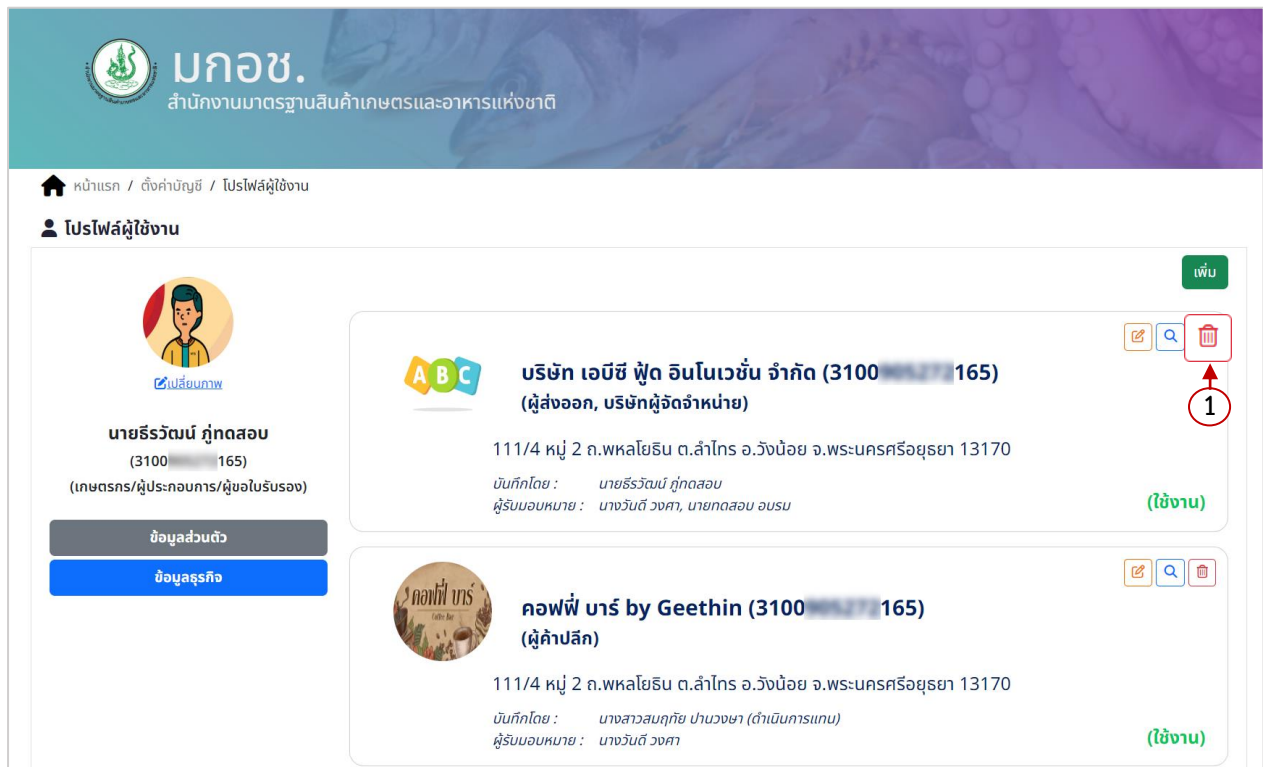 มกอช.
สำนักงานมาตรฐานสินค้าเกษตรและอาหารแห่งชาติ
หน้าแรก / ตั้งค่าบัญชี / โปรไฟล์ผู้ใช้งาน
โปรไฟล์ผู้ใช้งาน
เพิ่ม
เปลี่ยนภาพ
นายธีรวัฒน์ ภู่ทดสอบ
(3100 165)
(เกษตรกร/ผู้ประกอบการ/ผู้ขอใบรับรอง)
ข้อมูลส่วนตัว
ข้อมูลธุรกิจ
ABC
บริษัท เอบีซี ฟู้ด อินโนเวชั่น จำกัด (3100 165)
(ผู้ส่งออก, บริษัทผู้จัดจำหน่าย)
1
111/4 หมู่ 2 ถ.พหลโยธิน ต.ลำไทร อ.วังน้อย จ.พระนครศรีอยุธยา 13170
บันทึกโดย : นายธีรวัฒน์ ภู่ทดสอบ
ผู้รับมอบหมาย : นางวันดี วงศา, นายทดสอบ อบรม
(ใช้งาน)
คอฟฟี่ บาร์
Coffee Bar
คอฟฟี่ บาร์ by Geethin (3100 165)
(ผู้ค้าปลีก)
111/4 หมู่ 2 ถ.พหลโยธิน ต.ลำไทร อ.วังน้อย จ.พระนครศรีอยุธยา 13170
บันทึกโดย : นางสาวสมฤทัย ปานวงษา (ดำเนินการแทน)
ผู้รับมอบหมาย : นางวันดี วงศา
(ใช้งาน)